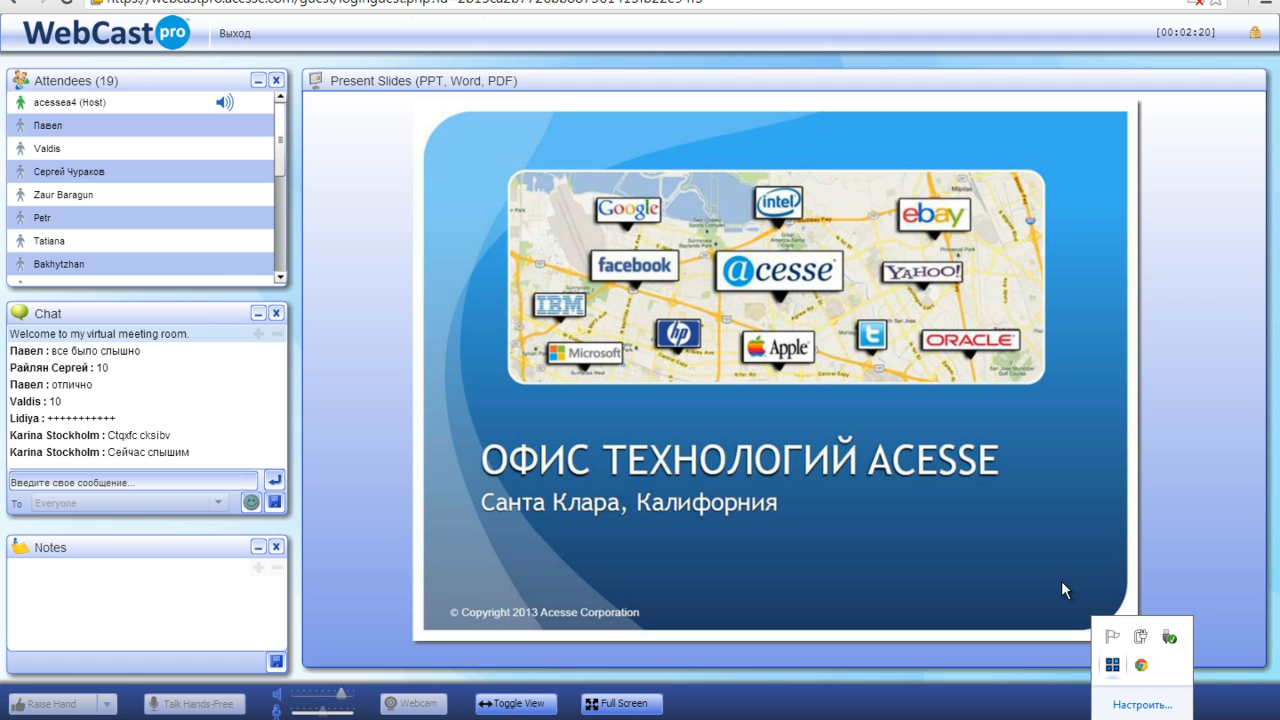 WebCast pro
Выход
[00:02:20]
Attendees (19)
acessea4 (Host)
Павел
Valdis
Сергей Чураков
Zaur Baragun
Petr
Tatiana
Bakhytzhan
Chat
Welcome to my virtual meeting room.
Павел : все было слышно
Райлян Сергей : 10
Павел : отлично
Valdis : 10
Lidiya : +++++++++++
Karina Stockholm : Ctqxfc cksibv
Karina Stockholm : Сейчас слышим
Введите свое сообщение...
To Everyone
Notes
Present Slides (PPT, Word, PDF)
Google
intel
ebay
facebook
acesse
YAHOO!
IBM
hp
Microsoft
Apple
ORACLE
ОФИС ТЕХНОЛОГИЙ ACESSE
Санта Клара, Калифорния
© Copyright 2013 Acesse Corporation
Raise Hand
Talk Hands-Free
Webcam
Toggle View
Full Screen
Настроить...